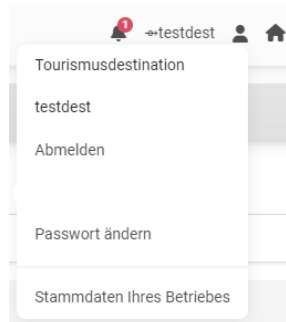 1
testdest
Tourismusdestination
testdest
Abmelden
Passwort ändern
Stammdaten Ihres Betriebes